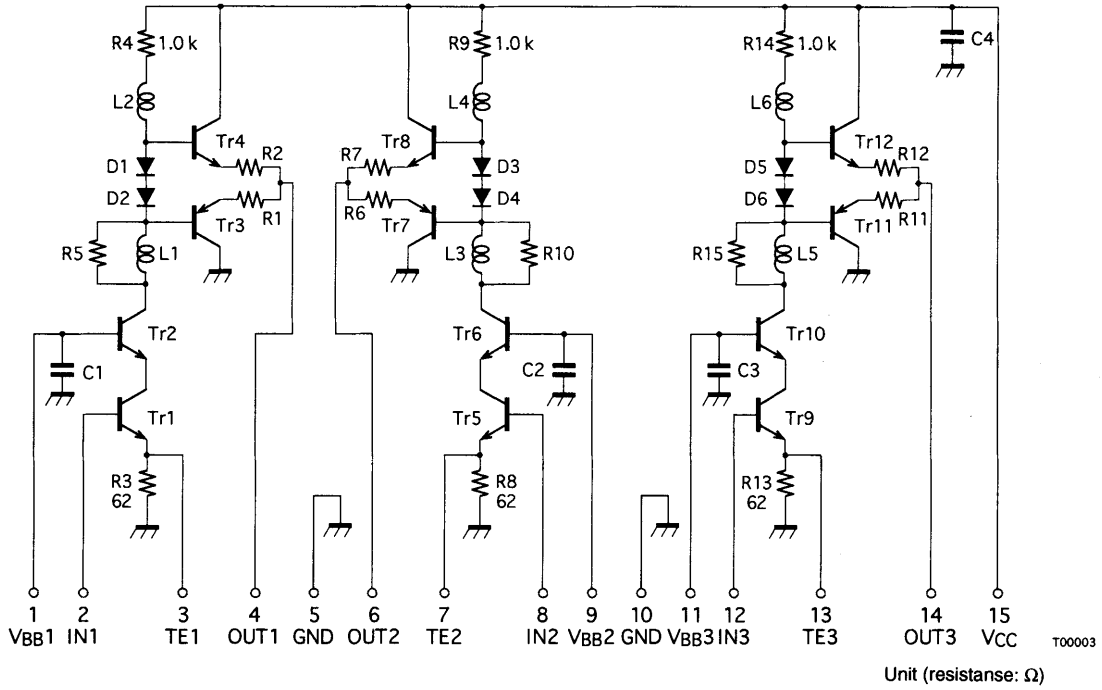 R4 1.0 k R9 1.0 k R14 1.0 k C4
L2 L4 L6
Tr4 Tr8 Tr12
D1 R2 R7 D3 D5 R12
D2 R1 R6 D4 D6 R11
Tr3 Tr7 Tr11
R5 L1 L3 R10 R15 L5
Tr2 Tr6 Tr10
C1 C2 C3
Tr1 Tr5 Tr9
R3 62 R8 62 R13 62
1 2 3 4 5 6 7 8 9 10 11 12 13 14 15
VBB1 IN1 TE1 OUT1 GND OUT2 TE2 IN2 VBB2 GND VBB3 IN3 TE3 OUT3 VCC
T00003
Unit (resistanse: Ω)